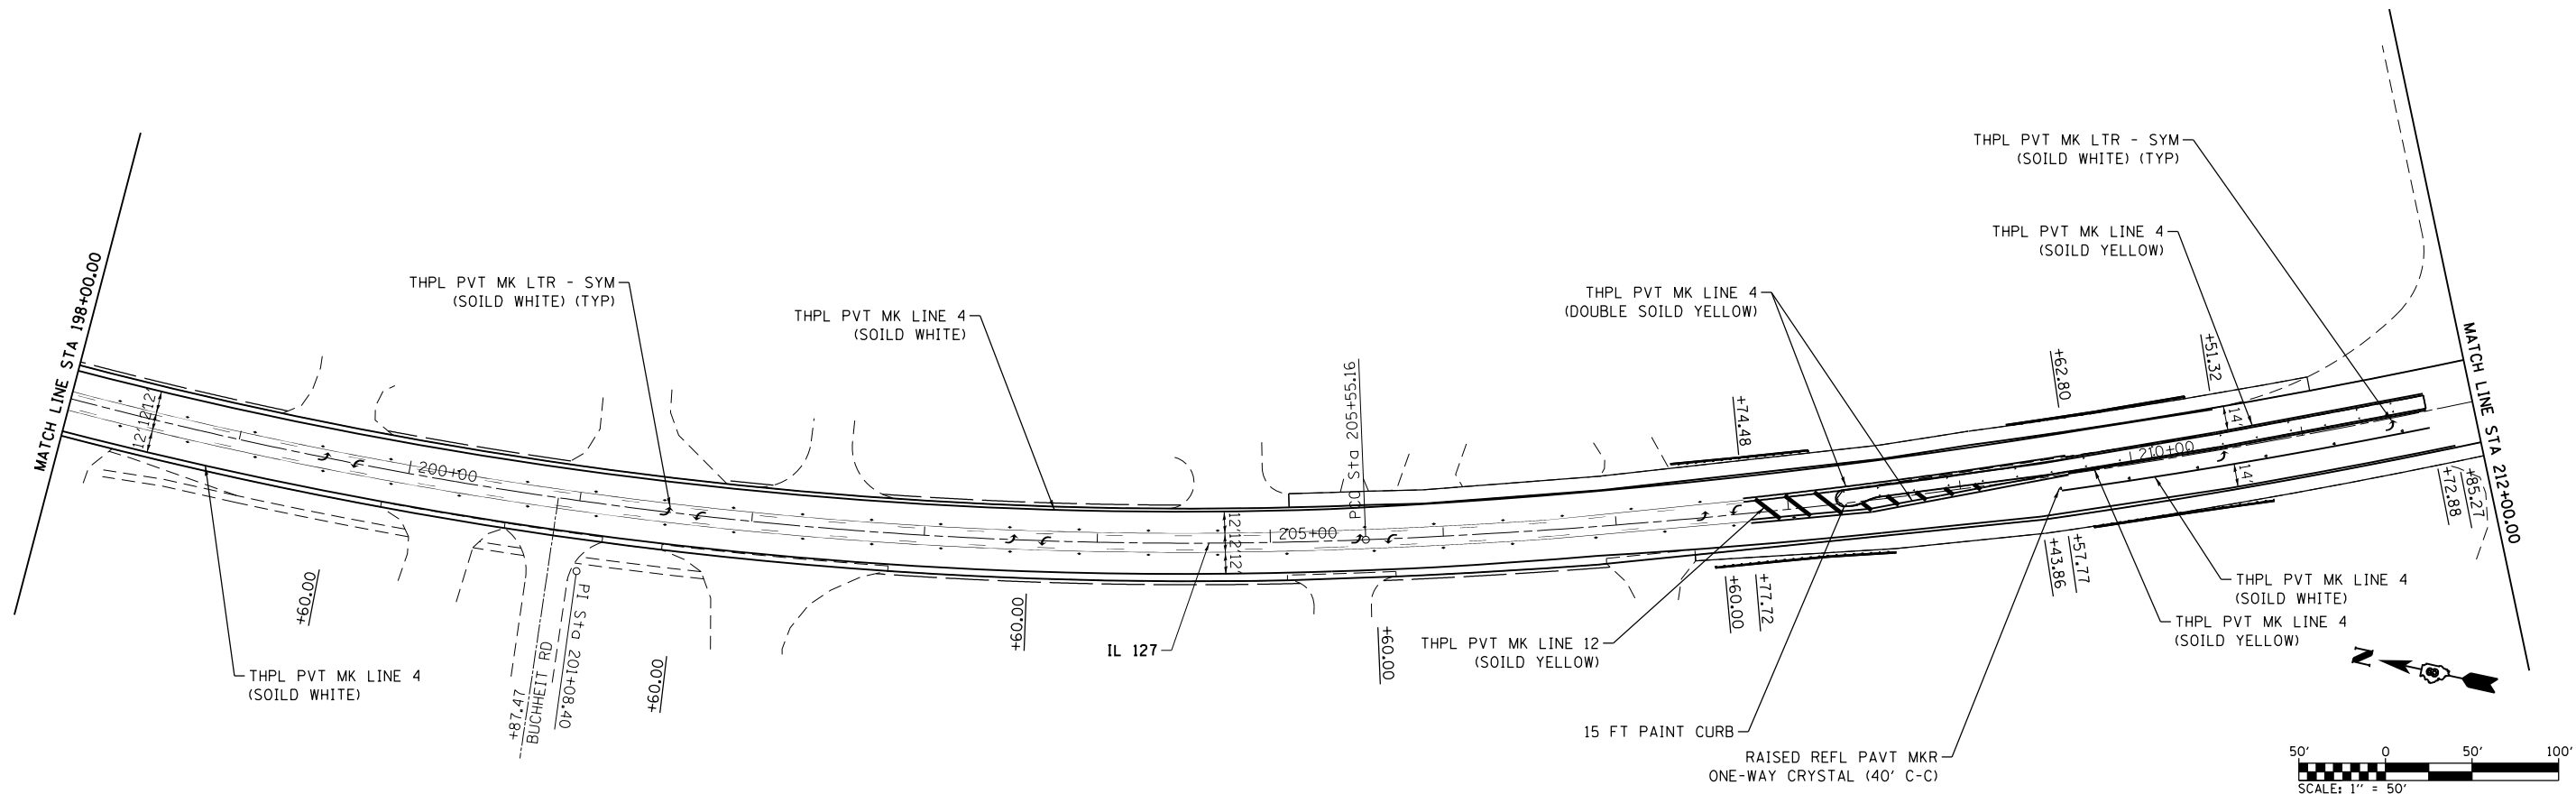 MATCH LINE STA 198+00.00
THPL PVT MK LTR - SYM
(SOILD WHITE) (TYP)
THPL PVT MK LINE 4
(SOILD WHITE)
THPL PVT MK LINE 4
(DOUBLE SOILD YELLOW)
THPL PVT MK LTR - SYM
(SOILD WHITE) (TYP)
THPL PVT MK LINE 4
(SOILD YELLOW)
MATCH LINE STA 212+00.00
12'
12'
12'
200+00
205+00
12'
12'
12'
PCC Sta 205+55.16
+74.48
+62.80
+51.32
14'
210+00
14'
+60.00
+87.47
BUCHHEIT RD
PI Sta 201+08.40
+60.00
+60.00
IL 127
+60.00
+60.00
+77.72
+43.86
+57.77
+72.88
+85.27
THPL PVT MK LINE 4
(SOILD WHITE)
THPL PVT MK LINE 12
(SOILD YELLOW)
15 FT PAINT CURB
RAISED REFL PAVT MKR
ONE-WAY CRYSTAL (40' C-C)
THPL PVT MK LINE 4
(SOILD WHITE)
THPL PVT MK LINE 4
(SOILD YELLOW)
N
50' 0 50' 100'
SCALE: 1" = 50'